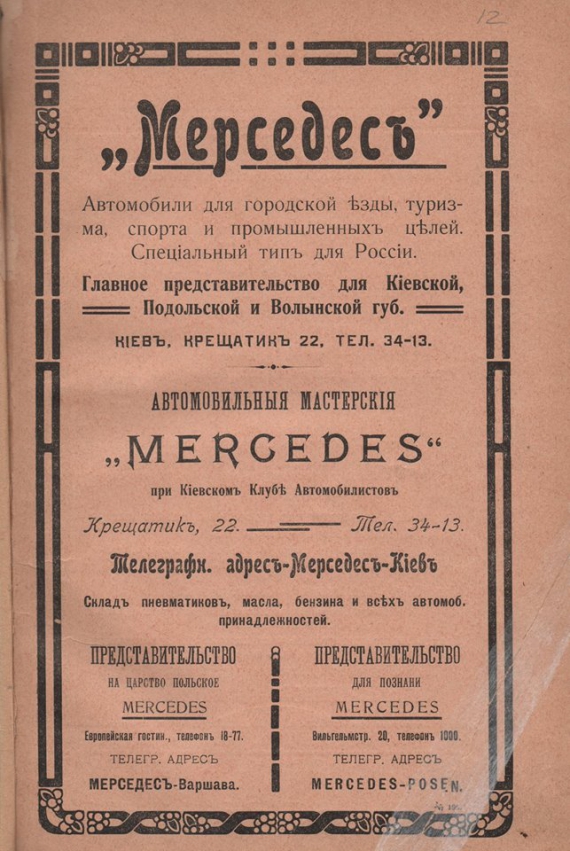 12
„Мерседесъ”
Автомобили для городской ѣзды, туриз-
ма, спорта и промышленныхъ цѣлей.
Спеціальный типъ для Россіи.
Главное представительство для Кіевской,
Подольской и Волынской губ.
КІЕВЪ, КРЕЩАТИКЪ 22, ТЕЛ. 34-13.
АВТОМОБИЛЬНЫЯ МАСТЕРСКІЯ
„MERCEDES“
при Кіевскомъ Клубѣ Автомобилистовъ
Крещатикъ, 22. Тел. 34-13.
Телеграфн. адресъ-Мерседесъ-Кіевъ
Складъ пневматиковъ, масла, бензина и всѣхъ автомоб.
принадлежностей.
ПРЕДСТАВИТЕЛЬСТВО
НА ЦАРСТВО ПОЛЬСКОЕ
MERCEDES
Европейская гостин., телефонъ 18-77.
ТЕЛЕГР. АДРЕСЪ
МЕРСЕДЕСЪ-Варшава.
ПРЕДСТАВИТЕЛЬСТВО
ДЛЯ ПОЗНАНИ
MERCEDES
Вильгельмстр. 20, телефонъ 1000.
ТЕЛЕГР. АДРЕСЪ
MERCEDES-POSEN.